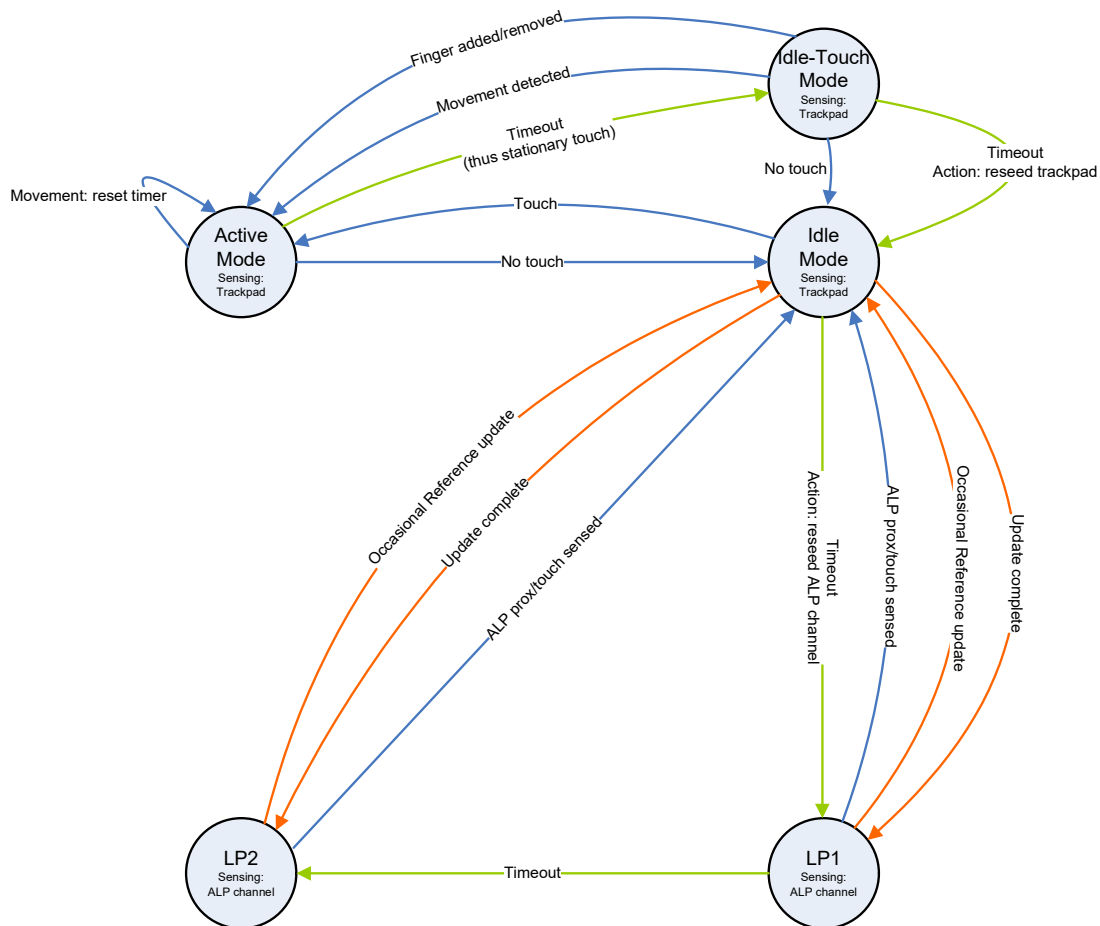 Finger added/removed
Idle-Touch
Mode
Sensing:
Trackpad
Movement detected
Timeout
(thus stationary touch)
Timeout
Action: reseed trackpad
No touch
Movement: reset timer
Touch
Active
Mode
Sensing:
Trackpad
Idle
Mode
Sensing:
Trackpad
No touch
Occasional Reference update
Update complete
ALP prox/touch sensed
Timeout
Action: reseed ALP channel
ALP prox/touch sensed
Occasional Reference update
Update complete
LP2
Sensing:
ALP channel
Timeout
LP1
Sensing:
ALP channel